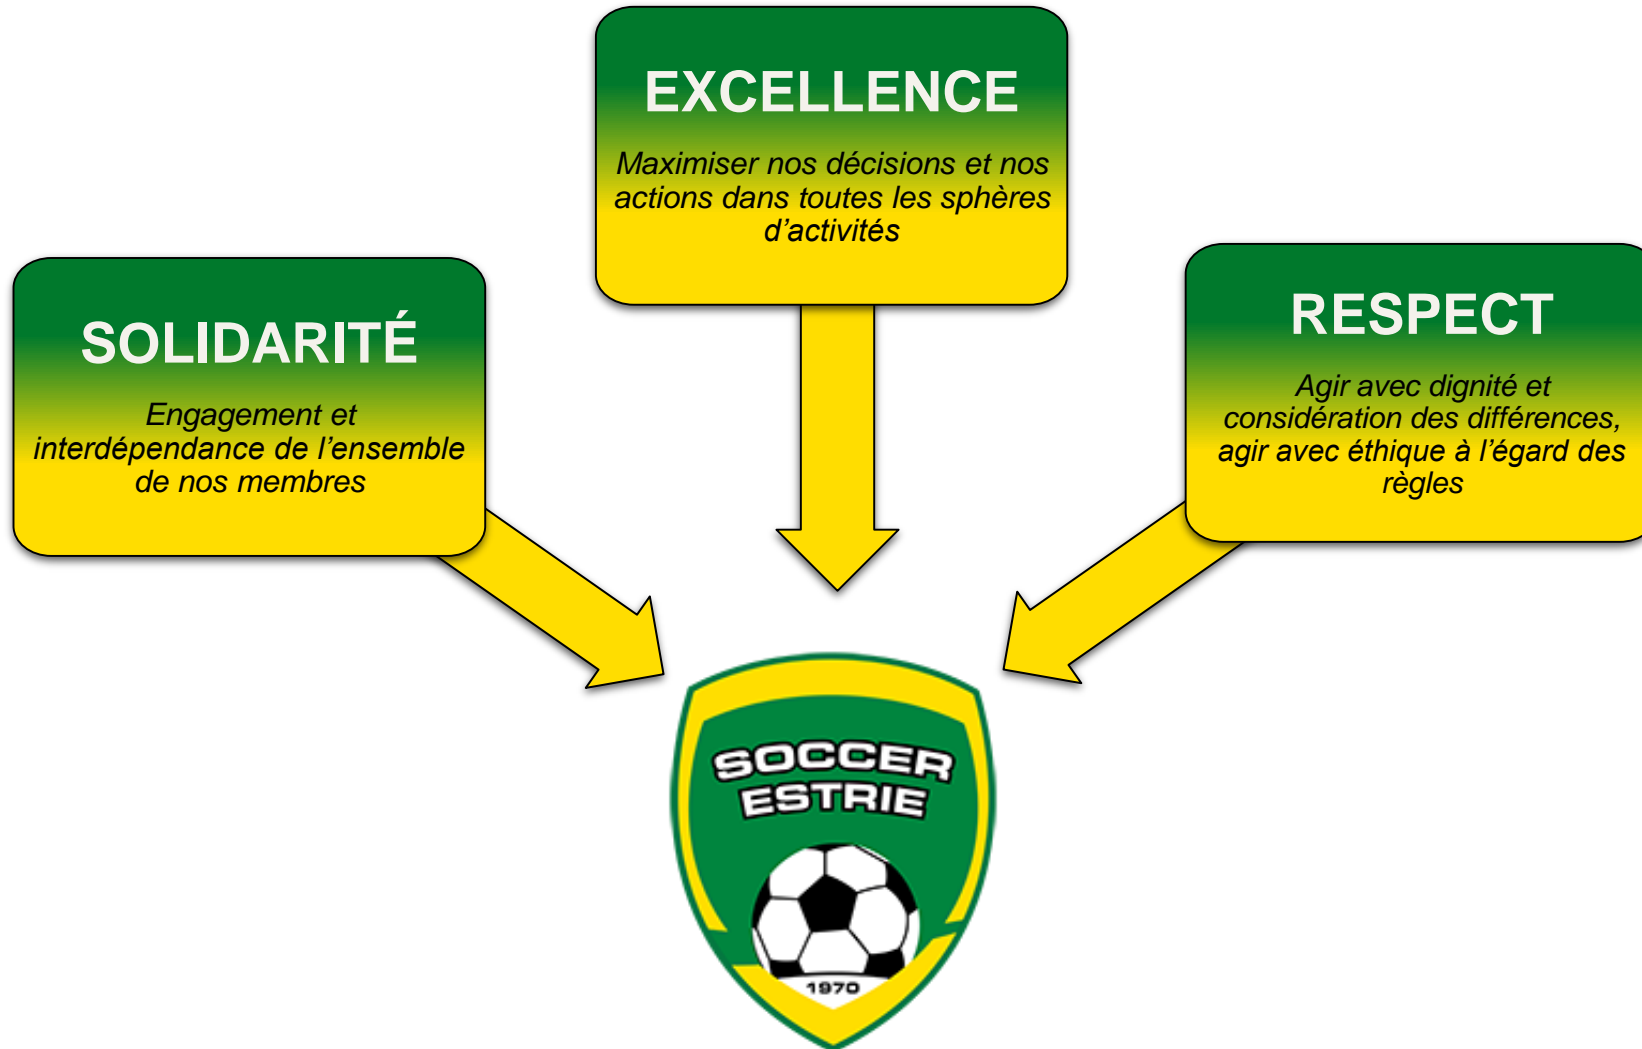 EXCELLENCE
Maximiser nos décisions et nos
actions dans toutes les sphères
d’activités
SOLIDARITÉ
Engagement et
interdépendance de l’ensemble
de nos membres
RESPECT
Agir avec dignité et
considération des différences,
agir avec éthique à l’égard des
règles
SOCCER
ESTRIE
1970